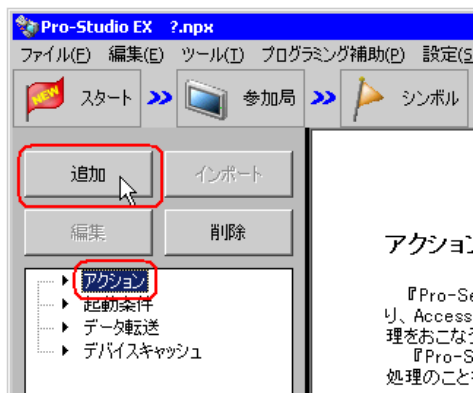 Pro-Studio EX ?.npx
ファイル(F) 編集(E) ツール(T) プログラミング補助(P) 設定(S
NEW スタート 参加局 シンボル
追加 インポート
編集 削除
アクション
起動条件
データ転送
デバイスキャッシュ
アクション
『Pro-Se
り、Access
理をおこなう
『Pro-S
処理のこと